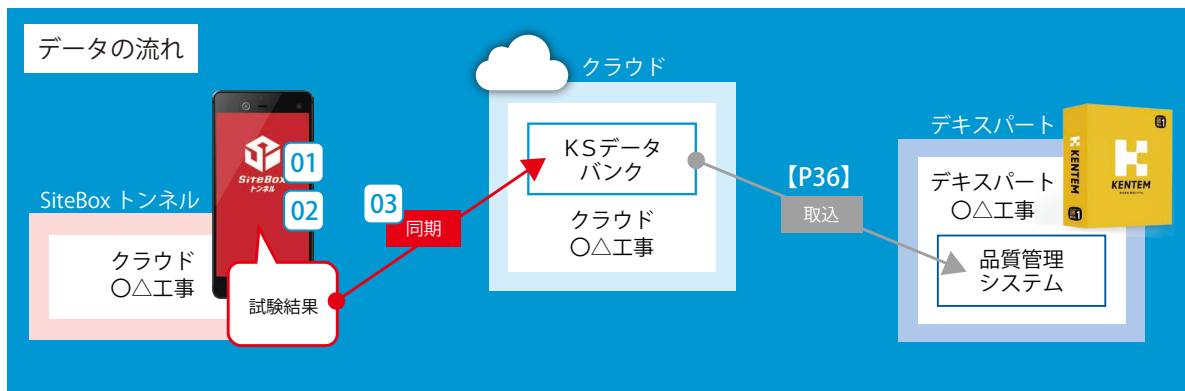 データの流れ
SiteBox トンネル
クラウド
〇△工事
SiteBox
トンネル
01
02
試験結果
03
同期
クラウド
KSデータ
バンク
クラウド
〇△工事
【P36】
取込
デキスパート
デキスパート
〇△工事
品質管理
システム
KENTEM
KENTEM